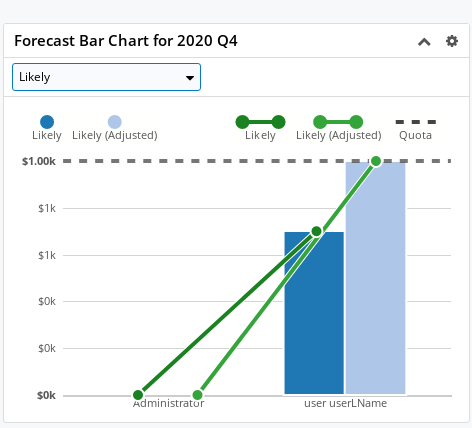 Forecast Bar Chart for 2020 Q4
Likely
Likely Likely (Adjusted) Likely Likely (Adjusted) Quota
$1.00k
$1k
$1k
$0k
$0k
$0k
Administrator user userLName